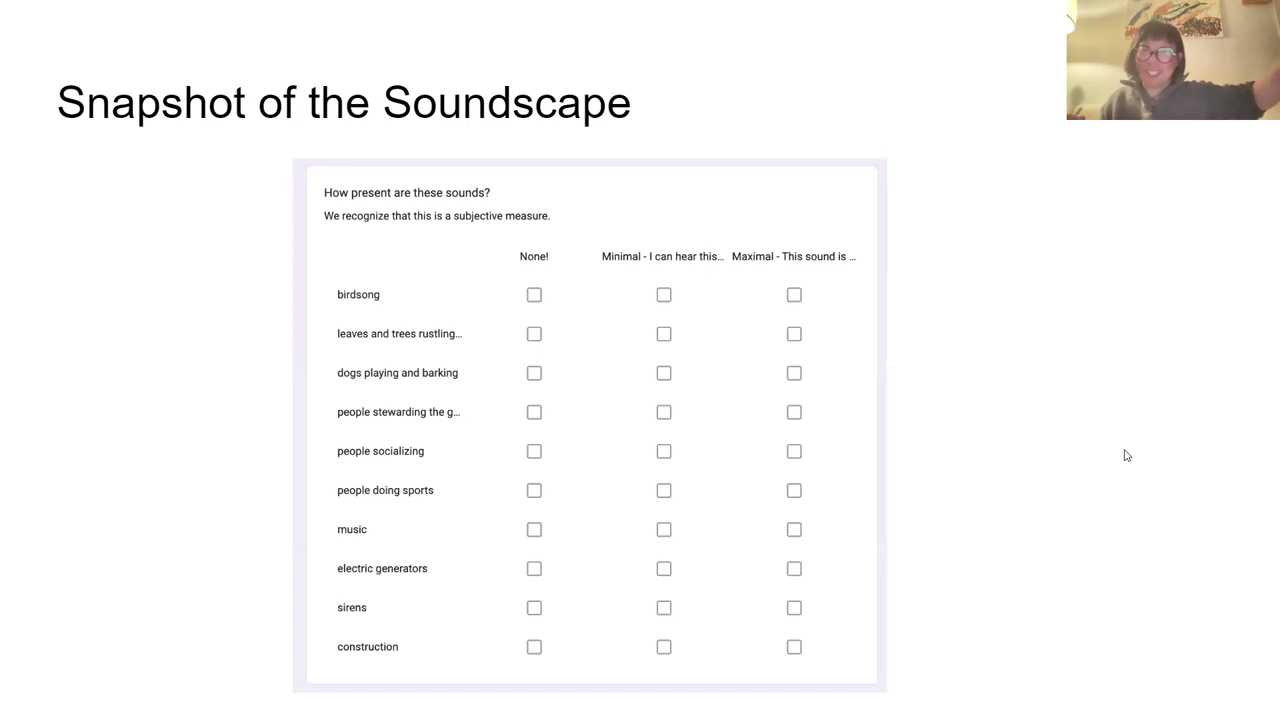 Snapshot of the Soundscape
How present are these sounds?
We recognize that this is a subjective measure.
None! Minimal - I can hear this... Maximal - This sound is ...
birdsong
leaves and trees rustling...
dogs playing and barking
people stewarding the g...
people socializing
people doing sports
music
electric generators
sirens
construction